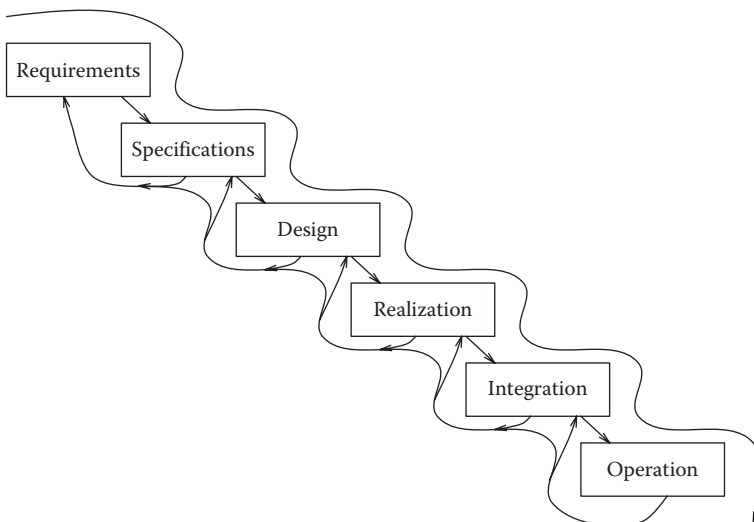 Requirements
Specifications
Design
Realization
Integration
Operation